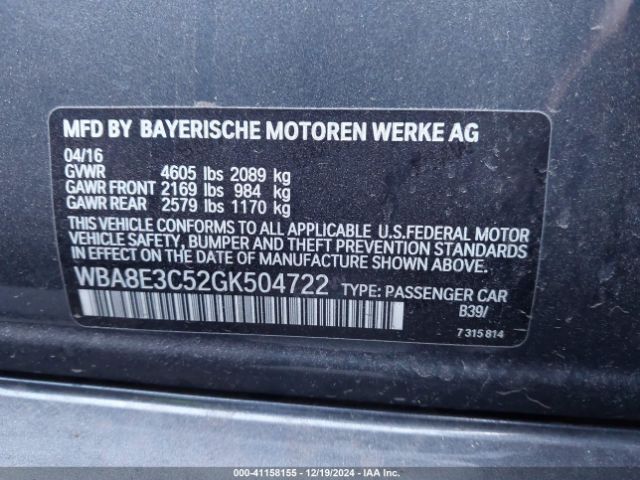 MFD BY BAYERISCHE MOTOREN WERKE AG
04/16
GVWR 4605 lbs 2089 kg
GAWR FRONT 2169 lbs 984 kg
GAWR REAR 2579 lbs 1170 kg
THIS VEHICLE CONFORMS TO ALL APPLICABLE U.S.FEDERAL MOTOR
VEHICLE SAFETY, BUMPER AND THEFT PREVENTION STANDARDS
IN EFFECT ON THE DATE OF MANUFACTURE SHOWN ABOVE.
WBA8E3C52GK504722 TYPE: PASSENGER CAR
B39/
7 315 814
000-41158155 - 12/19/2024 - IAA Inc.